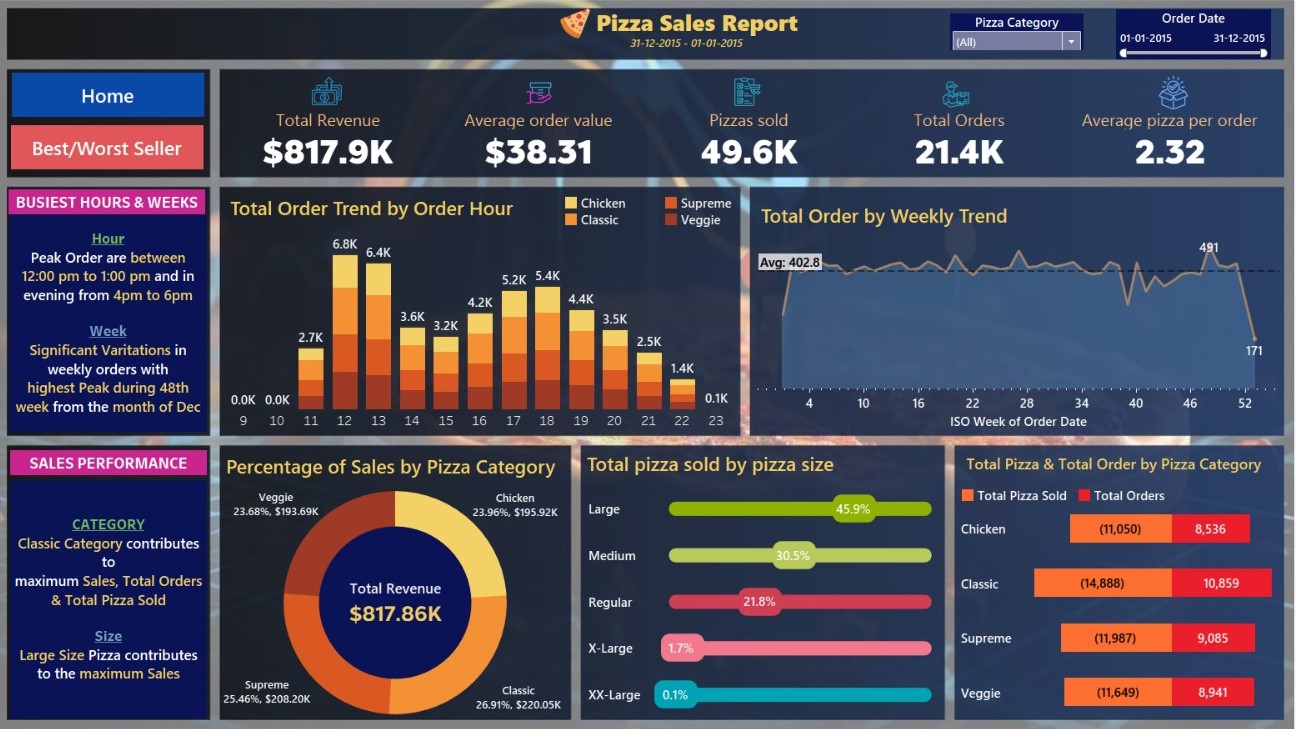 Pizza Sales Report
31-12-2015 - 01-01-2015
Pizza Category
(All)
Order Date
01-01-2015 31-12-2015
Home
Best/Worst Seller
Total Revenue
$817.9K
Average order value
$38.31
Pizzas sold
49.6K
Total Orders
21.4K
Average pizza per order
2.32
BUSIEST HOURS & WEEKS
Hour
Peak Order are between
12:00 pm to 1:00 pm and in
evening from 4pm to 6pm
Week
Significant Varitations in
weekly orders with
highest Peak during 48th
week from the month of Dec
Total Order Trend by Order Hour
Chicken Supreme
Classic Veggie
0.0K 0.0K 2.7K 6.8K 6.4K 3.6K 3.2K 4.2K 5.2K 5.4K 4.4K 3.5K 2.5K 1.4K 0.1K
9 10 11 12 13 14 15 16 17 18 19 20 21 22 23
Total Order by Weekly Trend
491
Avg: 402.8
171
4 10 16 22 28 34 40 46 52
ISO Week of Order Date
SALES PERFORMANCE
CATEGORY
Classic Category contributes
to
maximum Sales, Total Orders
& Total Pizza Sold
Size
Large Size Pizza contributes
to the maximum Sales
Percentage of Sales by Pizza Category
Veggie
23.68%, $193.69K
Chicken
23.96%, $195.92K
Total Revenue
$817.86K
Supreme
25.46%, $208.20K
Classic
26.91%, $220.05K
Total pizza sold by pizza size
Large 45.9%
Medium 30.5%
Regular 21.8%
X-Large 1.7%
XX-Large 0.1%
Total Pizza & Total Order by Pizza Category
Total Pizza Sold Total Orders
Chicken (11,050) 8,536
Classic (14,888) 10,859
Supreme (11,987) 9,085
Veggie (11,649) 8,941